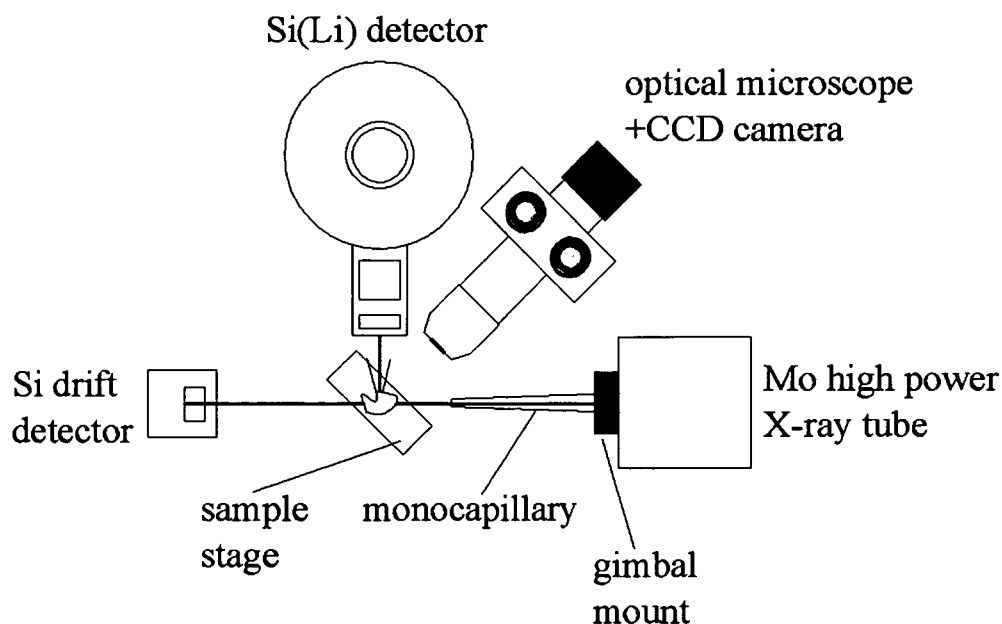 Si(Li) detector
optical microscope
+CCD camera
Si drift
detector
Mo high power
X-ray tube
sample
stage
monocapillary
gimbal
mount